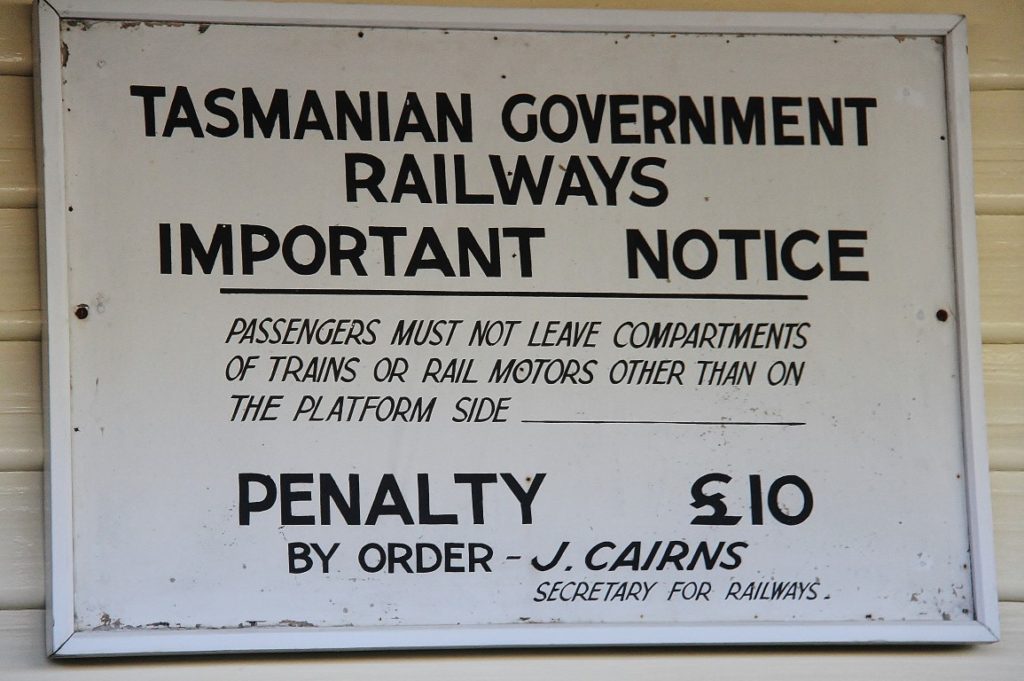 TASMANIAN GOVERNMENT
RAILWAYS
IMPORTANT NOTICE
PASSENGERS MUST NOT LEAVE COMPARTMENTS
OF TRAINS OR RAIL MOTORS OTHER THAN ON
THE PLATFORM SIDE
PENALTY £10
BY ORDER - J. CAIRNS
SECRETARY FOR RAILWAYS.